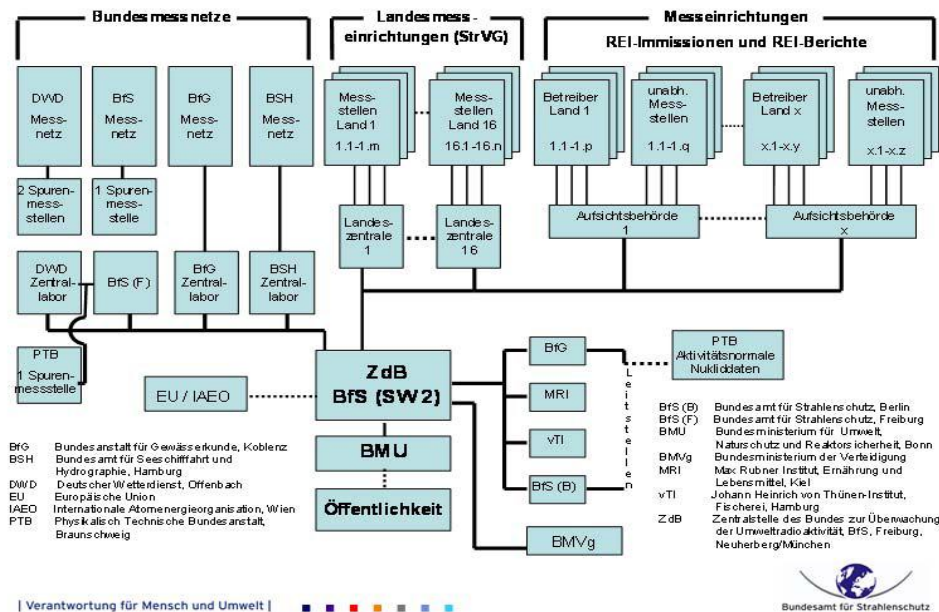 Bundesmessnetze
Landesmess -
einrichtungen (StrVG)
Messeinrichtungen
REI-Immissionen und REI-Berichte
DWD
Mess-
netz
BfS
Mess-
netz
BfG
Mess-
netz
BSH
Mess-
netz
Mess-
stellen
Land 1
1.1-1.m
Mess-
stellen
Land 16
16.1-16.n
Betreiber
Land 1
1.1-1.p
unabh.
Mess-
stellen
1.1-1.q
Betreiber
Land x
x.1-x.y
unabh.
Mess-
stellen
x.1-x.z
2 Spuren-
mess-
stellen
1 Spuren-
mess-
stelle
Landes-
zentrale
1
Landes-
zentrale
16
Aufsichtsbehörde
1
Aufsichtsbehörde
x
DWD
Zentral-
labor
BfS (F)
BfG
Zentral-
labor
BSH
Zentral-
labor
PTB
1 Spuren-
messstelle
EU / IAEO
ZdB
BfS (SW2)
BMU
Öffentlichkeit
BfG
MRI
vTI
BfS (B)
BMVg
Leitstellen
PTB
Aktivitätsnormale
Nukliddaten
BfG Bundesanstalt für Gewässerkunde, Koblenz
BSH Bundesamt für Seeschifffahrt und
Hydrographie, Hamburg
DWD Deutscher Wetterdienst, Offenbach
EU Europäische Union
IAEO Internationale Atomenergieorganisation, Wien
PTB Physikalisch Technische Bundesanstalt,
Braunschweig
BfS (B) Bundesamt für Strahlenschutz, Berlin
BfS (F) Bundesamt für Strahlenschutz, Freiburg
BMU Bundesministerium für Umwelt,
Naturschutz und Reaktorsicherheit, Bonn
BMVg Bundesministerium der Verteidigung
MRI Max Rubner Institut, Ernährung und
Lebensmittel, Kiel
vTI Johann Heinrich von Thünen-Institut,
Fischerei, Hamburg
ZdB Zentralstelle des Bundes zur Überwachung
der Umweltradioaktivität, BfS, Freiburg,
Neuherberg/München
| Verantwortung für Mensch und Umwelt |
Bundesamt für Strahlenschutz